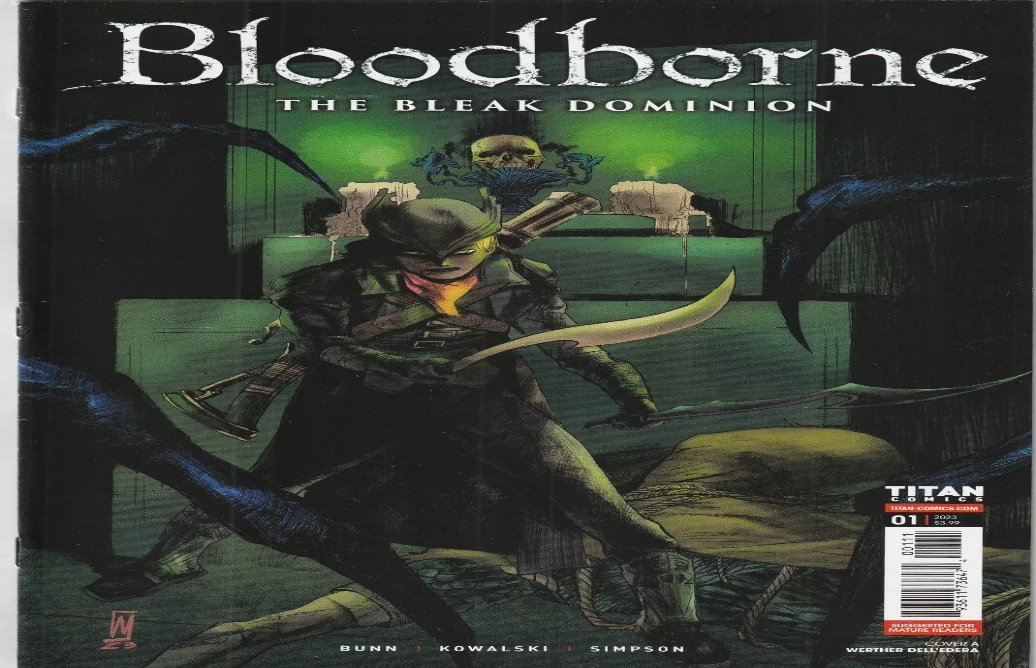 Bloodborne
THE BLEAK DOMINION
TITAN
COMICS
TITAN-COMICS.COM
01 | 2023
$3.99
00111
SUGGESTED FOR
MATURE READERS
COVER A
WERTHER DELL'EDERA
BUNN | KOWALSKI | SIMPSON